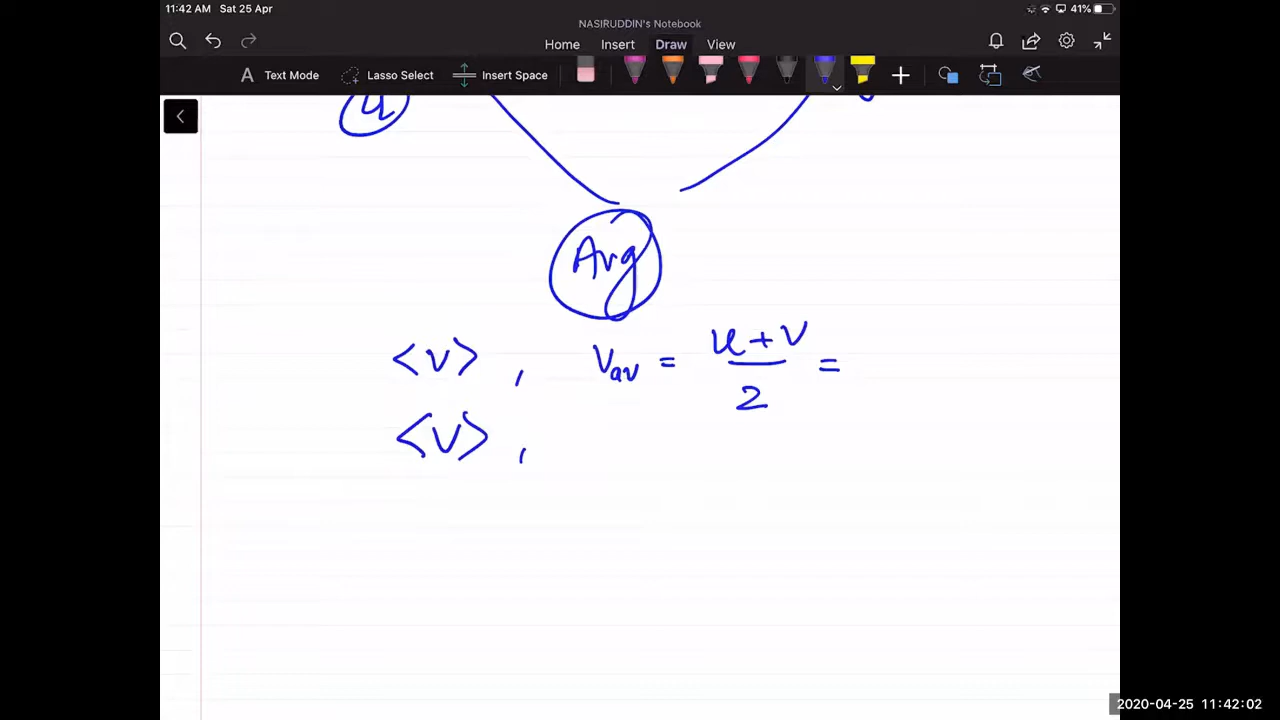 11:42 AM Sat 25 Apr
41%
NASIRUDDIN's Notebook
Home Insert Draw View
A Text Mode Lasso Select Insert Space
u
Avg
<v> , Vav = u + v / 2 =
<v> ,
2020-04-25 11:42:02